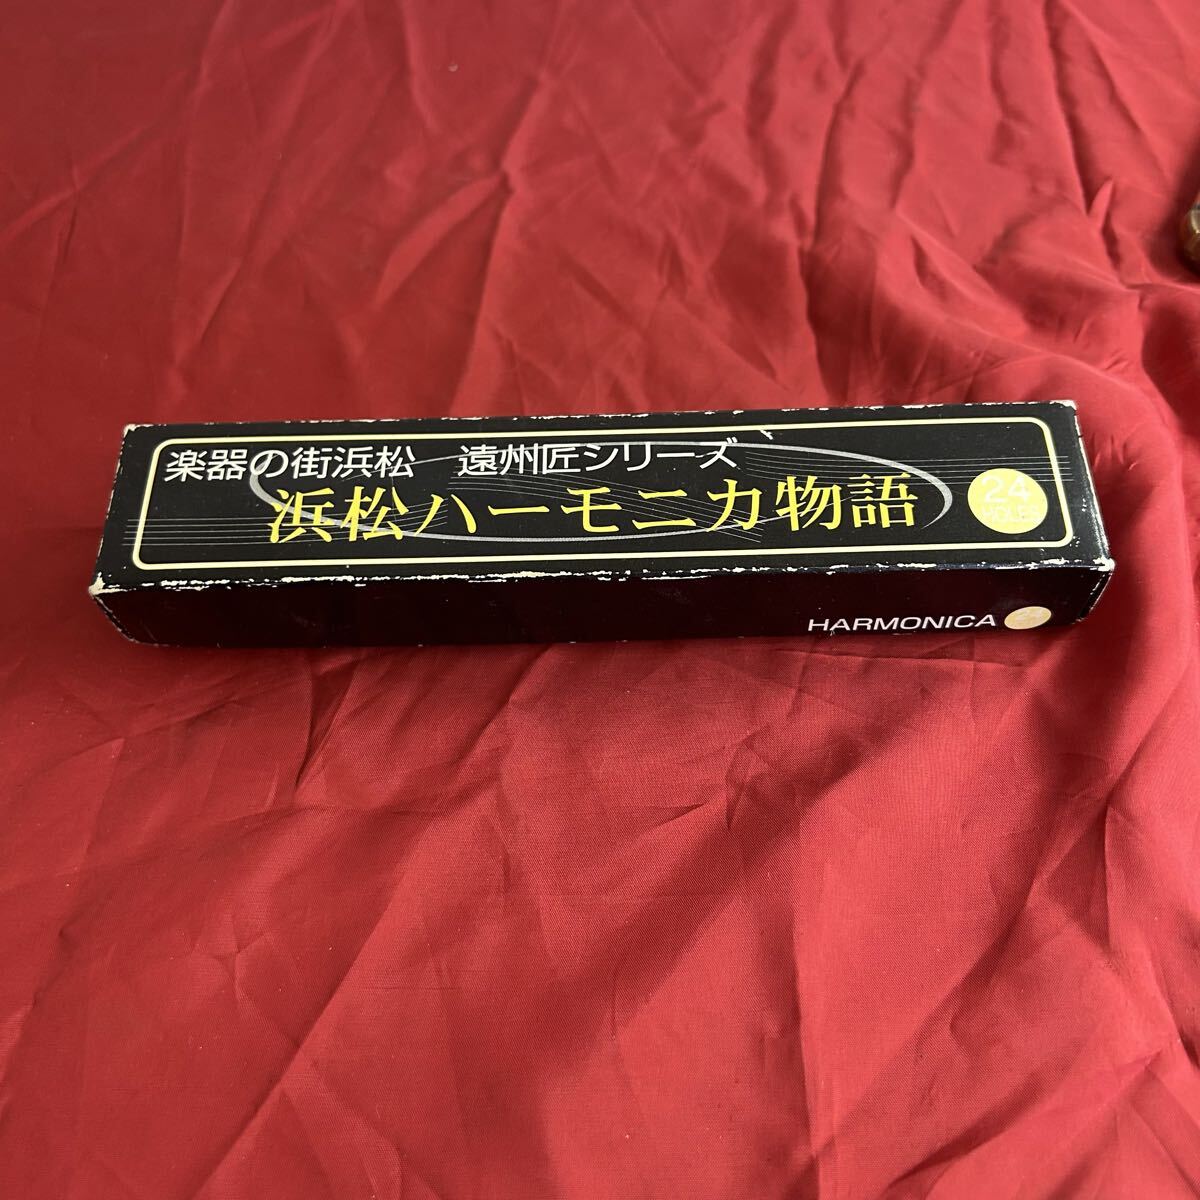 楽器の街浜松　遠州匠シリーズ
浜松ハーモニカ物語
24
HOLES
HARMONICA